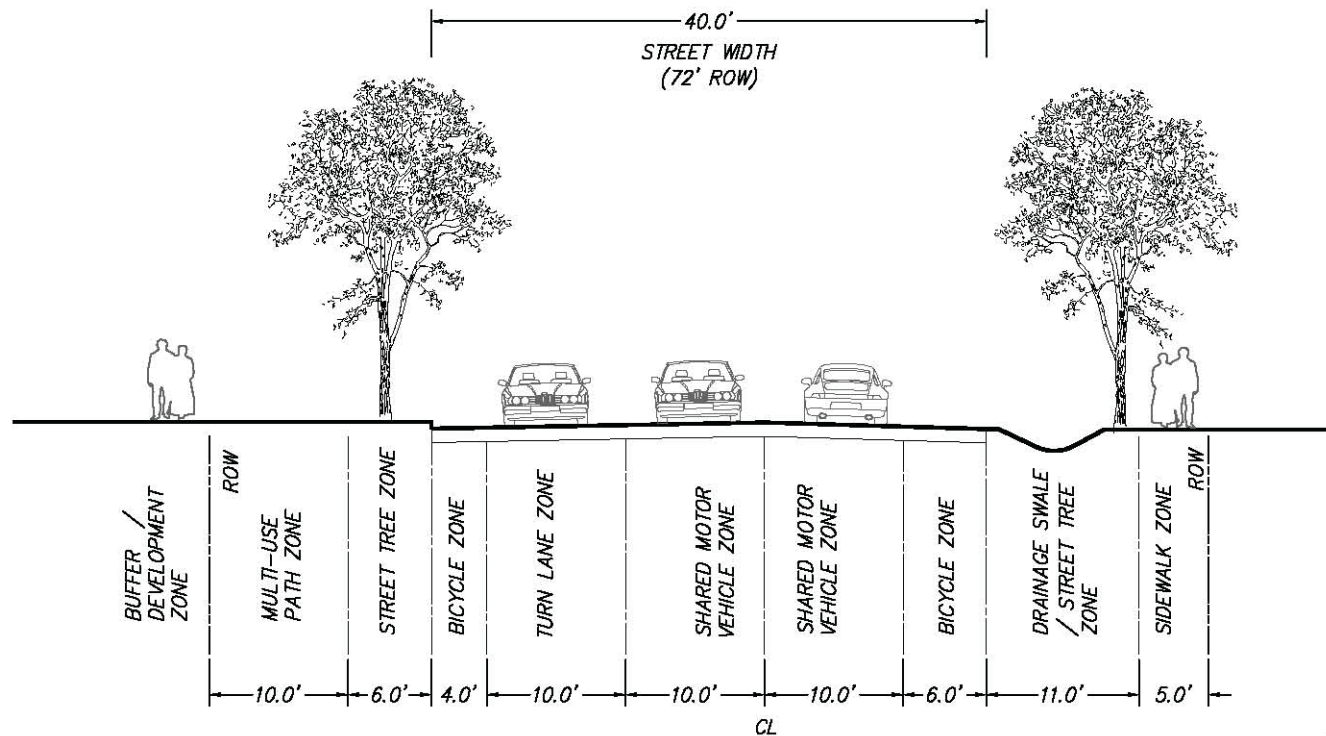 40.0'
STREET WIDTH
(72' ROW)
BUFFER /
DEVELOPMENT
ZONE
ROW
MULTI-USE
PATH ZONE
STREET TREE ZONE
BICYCLE ZONE
TURN LANE ZONE
SHARED MOTOR
VEHICLE ZONE
SHARED MOTOR
VEHICLE ZONE
BICYCLE ZONE
DRAINAGE SWALE
/ STREET TREE
ZONE
SIDEWALK ZONE
ROW
10.0'
6.0'
4.0'
10.0'
10.0'
10.0'
6.0'
11.0'
5.0'
CL